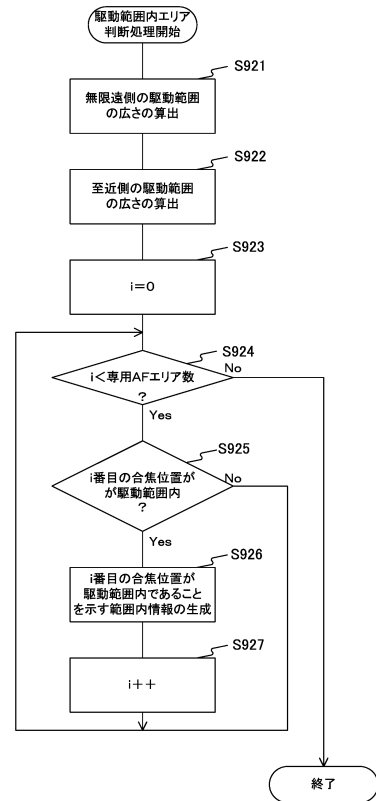 駆動範囲内エリア
判断処理開始
S921
無限遠側の駆動範囲
の広さの算出
S922
至近側の駆動範囲
の広さの算出
S923
i=0
S924
i<専用AFエリア数
?
No
Yes
S925
i番目の合焦位置が
が駆動範囲内
?
No
Yes
S926
i番目の合焦位置が
駆動範囲内であること
を示す範囲内情報の生成
S927
i++
終了